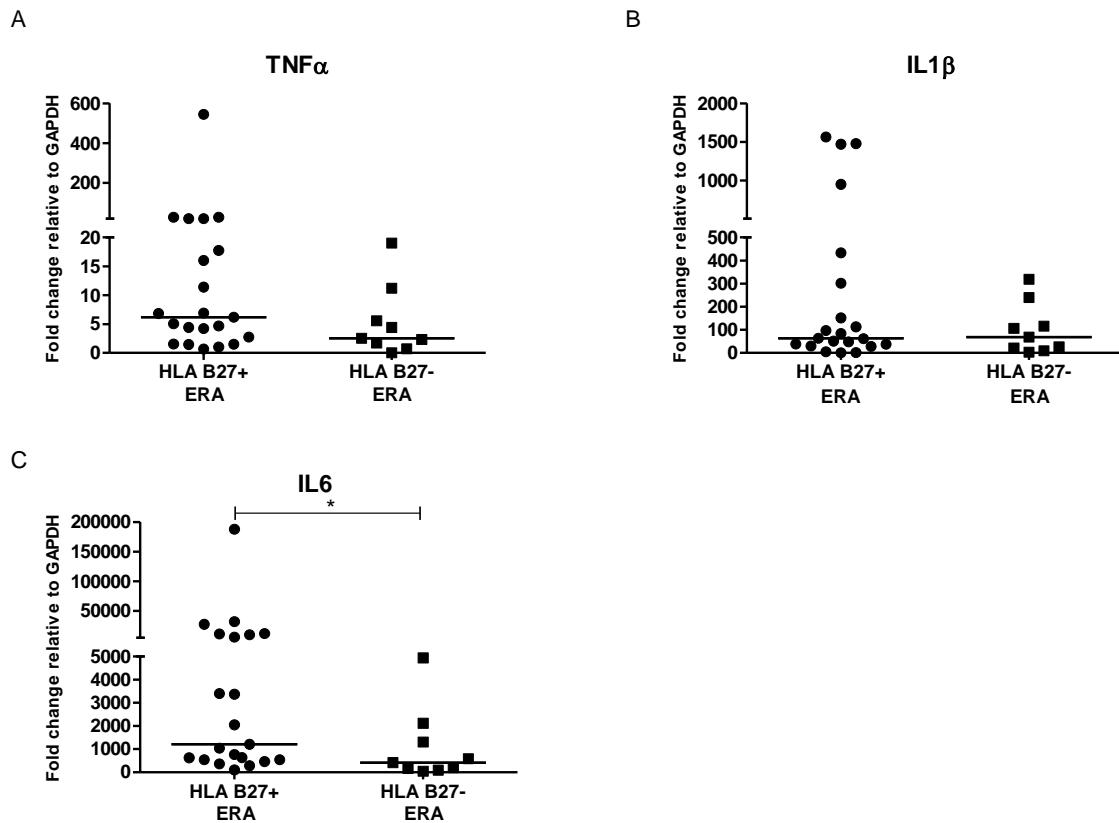 A
TNFα
Fold change relative to GAPDH
600
400
200
20
15
10
5
0
HLA B27+
ERA
HLA B27-
ERA
B
IL1β
Fold change relative to GAPDH
2000
1500
1000
500
400
300
200
100
0
HLA B27+
ERA
HLA B27-
ERA
C
IL6
*
Fold change relative to GAPDH
200000
150000
100000
50000
5000
4000
3000
2000
1000
0
HLA B27+
ERA
HLA B27-
ERA